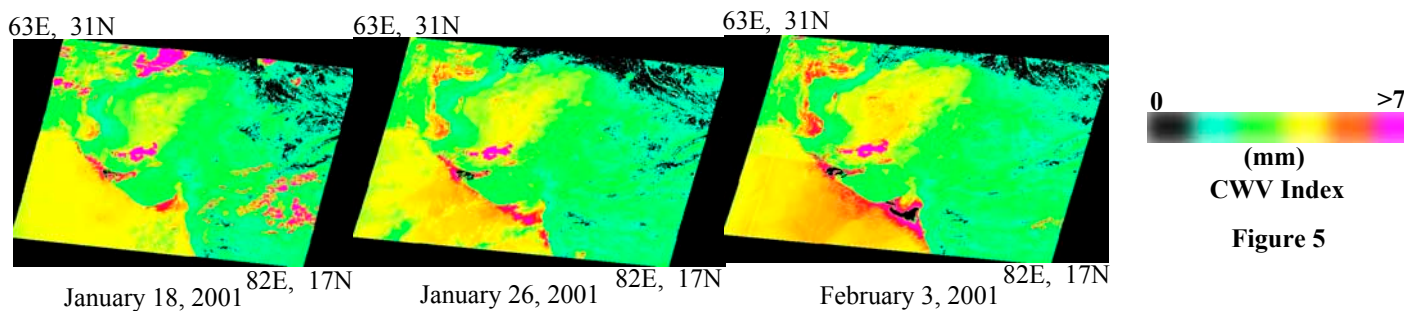 63E, 31N
63E, 31N
63E, 31N
82E, 17N
82E, 17N
82E, 17N
January 18, 2001
January 26, 2001
February 3, 2001
0 >7
(mm)
CWV Index
Figure 5